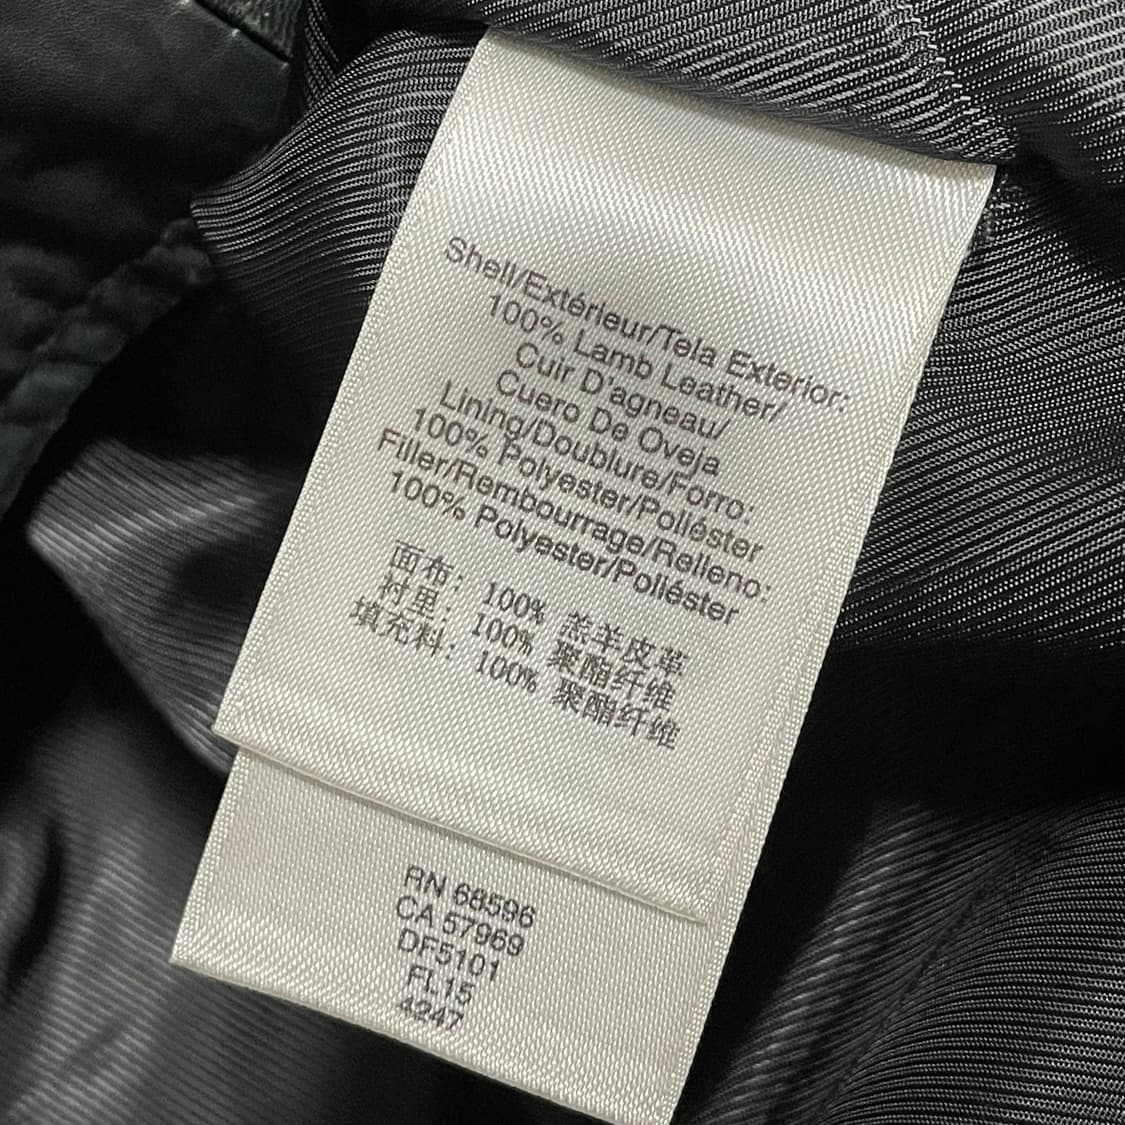 Shell/Extérieur/Tela Exterior:
100% Lamb Leather/
Cuir D'agneau/
Cuero De Oveja
Lining/Doublure/Forro:
100% Polyester/Poliéster
Filler/Rembourrage/Relleno:
100% Polyester/Poliéster
面布: 100% 羔羊皮革
衬里: 100% 聚酯纤维
填充料: 100% 聚酯纤维
RN 68596
CA 57969
DF5101
FL15
4247